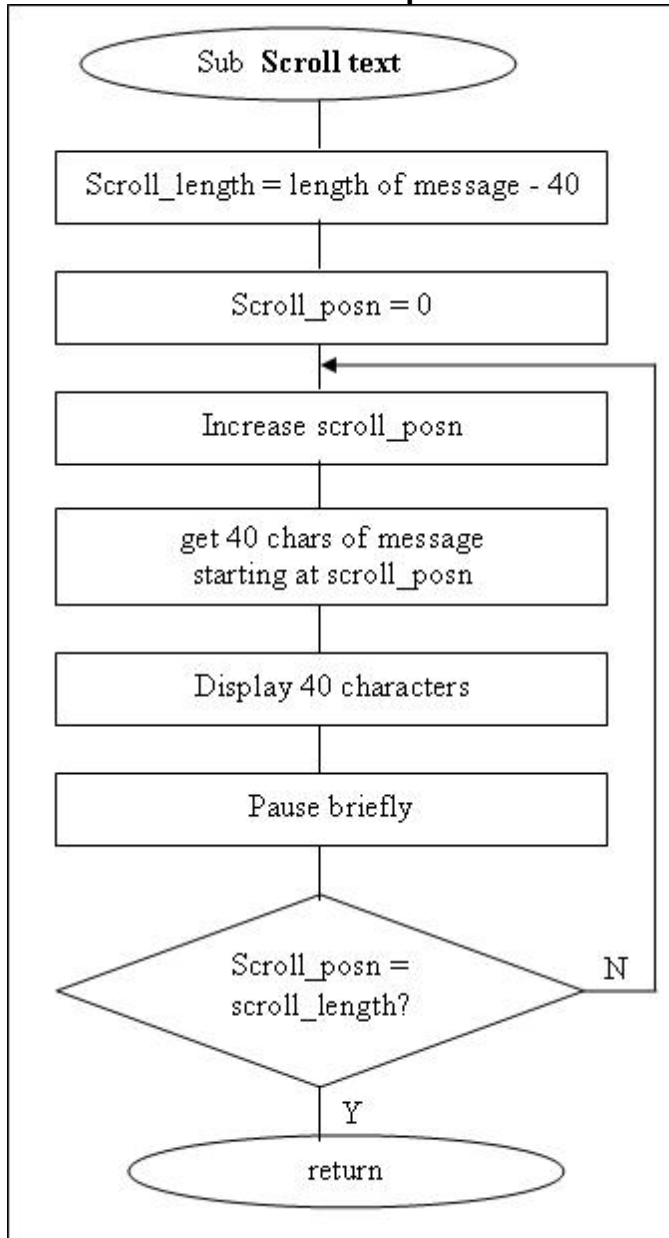 Sub Scroll text
Scroll_length = length of message - 40
Scroll_posn = 0
Increase scroll_posn
get 40 chars of message
starting at scroll_posn
Display 40 characters
Pause briefly
Scroll_posn =
scroll_length?
N
Y
return